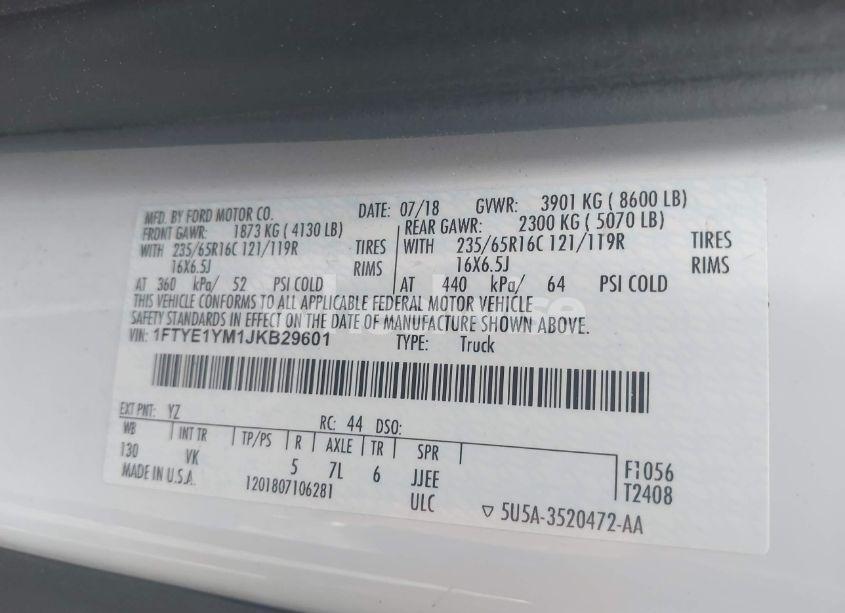 MFD. BY FORD MOTOR CO. DATE: 07/18 GVWR: 3901 KG ( 8600 LB)
FRONT GAWR: 1873 KG ( 4130 LB) REAR GAWR: 2300 KG ( 5070 LB)
WITH 235/65R16C 121/119R TIRES WITH 235/65R16C 121/119R TIRES
16X6.5J RIMS 16X6.5J RIMS
AT 360 kPa/ 52 PSI COLD AT 440 kPa/ 64 PSI COLD
THIS VEHICLE CONFORMS TO ALL APPLICABLE FEDERAL MOTOR VEHICLE
SAFETY STANDARDS IN EFFECT ON THE DATE OF MANUFACTURE SHOWN ABOVE.
VIN: 1FTYE1YM1JKB29601 TYPE: Truck
EXT PNT: YZ RC: 44 DSO:
WB INT TR TP/PS R AXLE TR SPR
130 VK 5 7L 6 JJEE F1056
MADE IN U.S.A. 1201807106281 ULC T2408
5U5A-3520472-AA